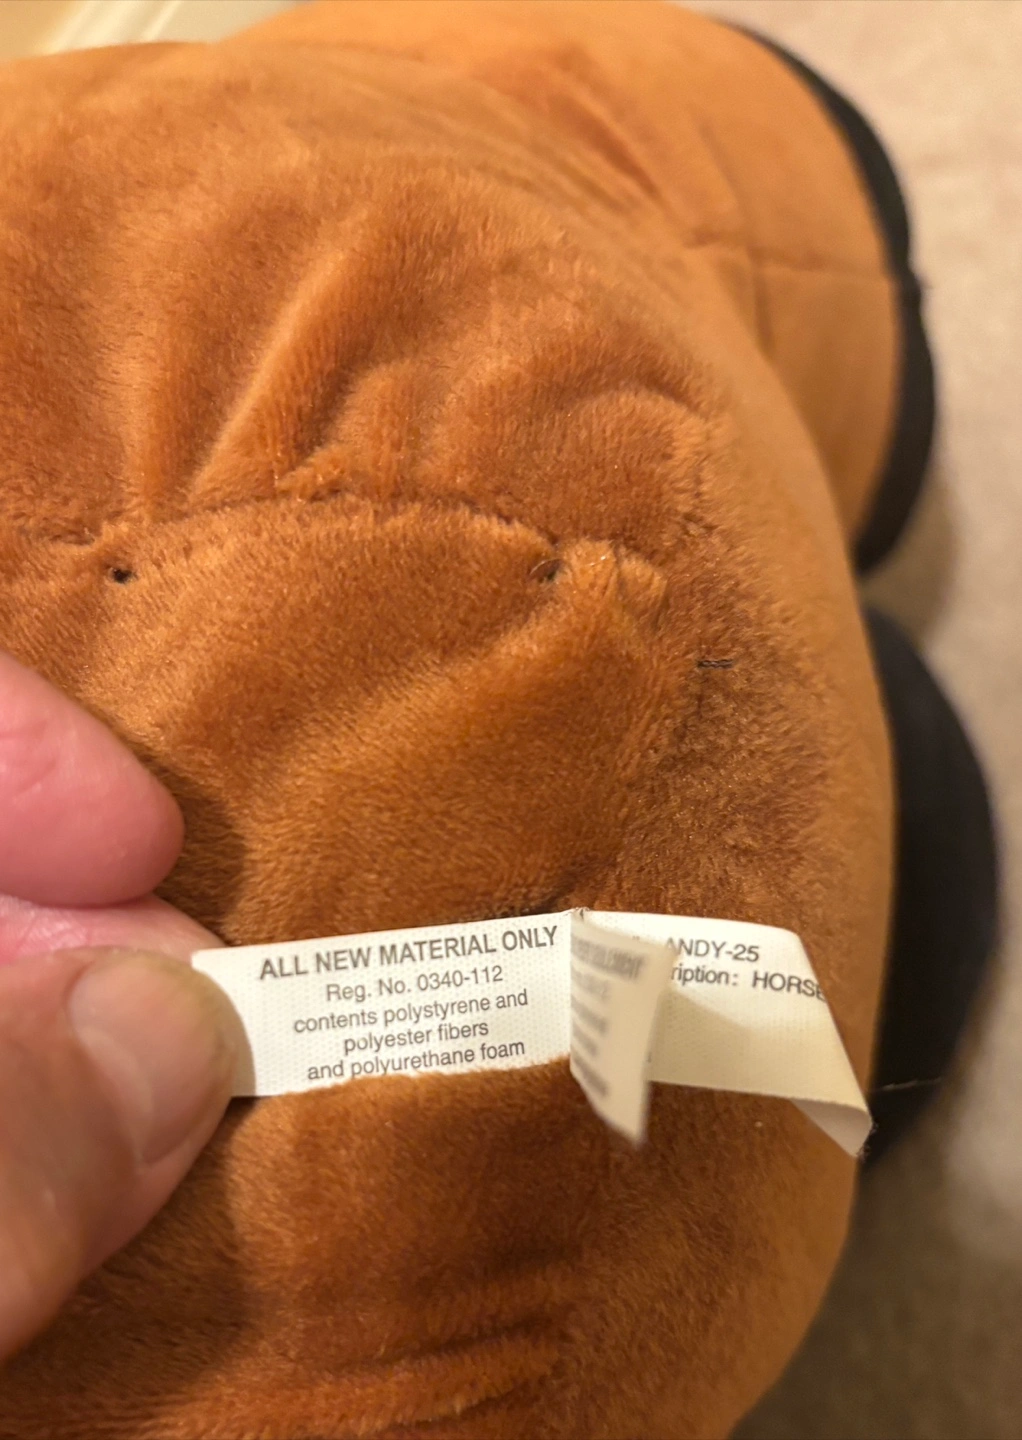 ALL NEW MATERIAL ONLY
Reg. No. 0340-112
contents polystyrene and
polyester fibers
and polyurethane foam
ANDY-25
ription: HORSE